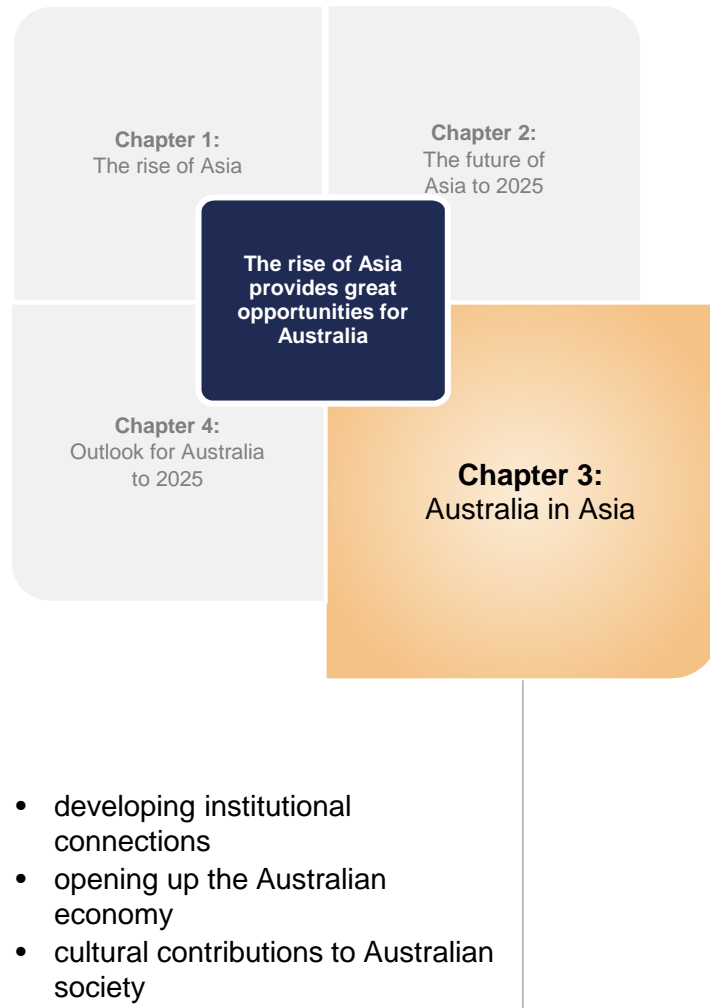 Chapter 1:
The rise of Asia
Chapter 2:
The future of
Asia to 2025
The rise of Asia
provides great
opportunities for
Australia
Chapter 4:
Outlook for Australia
to 2025
Chapter 3:
Australia in Asia
• developing institutional
connections
• opening up the Australian
economy
• cultural contributions to Australian
society